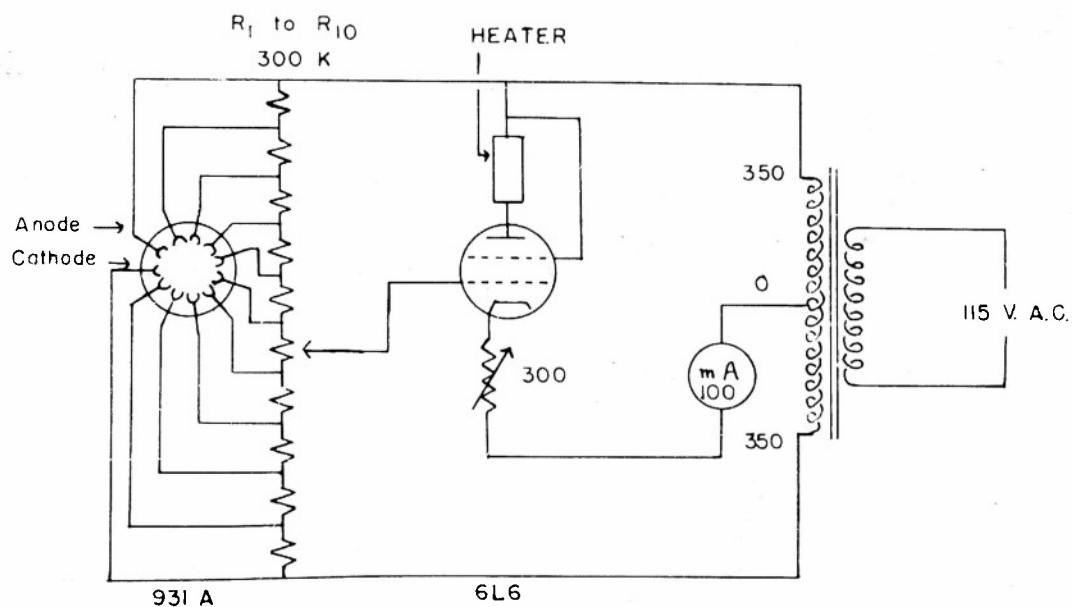 R₁ to R₁₀
300 K
HEATER
350
Anode
Cathode
0
115 V. A.C.
300
mA
100
350
931 A
6L6